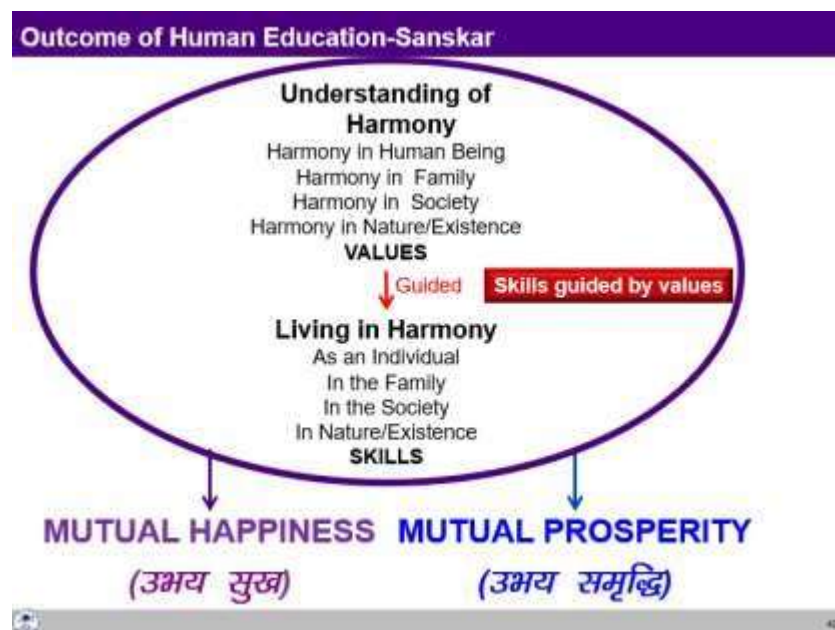 Outcome of Human Education-Sanskar
Understanding of
Harmony
Harmony in Human Being
Harmony in Family
Harmony in Society
Harmony in Nature/Existence
VALUES
Guided
Skills guided by values
Living in Harmony
As an Individual
In the Family
In the Society
In Nature/Existence
SKILLS
MUTUAL HAPPINESS MUTUAL PROSPERITY
(उभय सुख) (उभय समृद्धि)